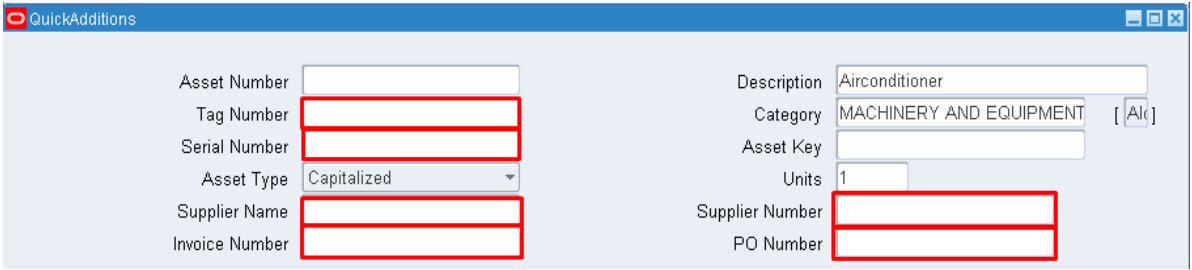 QuickAdditions
Asset Number
Description Airconditioner
Tag Number
Category MACHINERY AND EQUIPMENT [ Alc ]
Serial Number
Asset Key
Asset Type Capitalized
Units 1
Supplier Name
Supplier Number
Invoice Number
PO Number